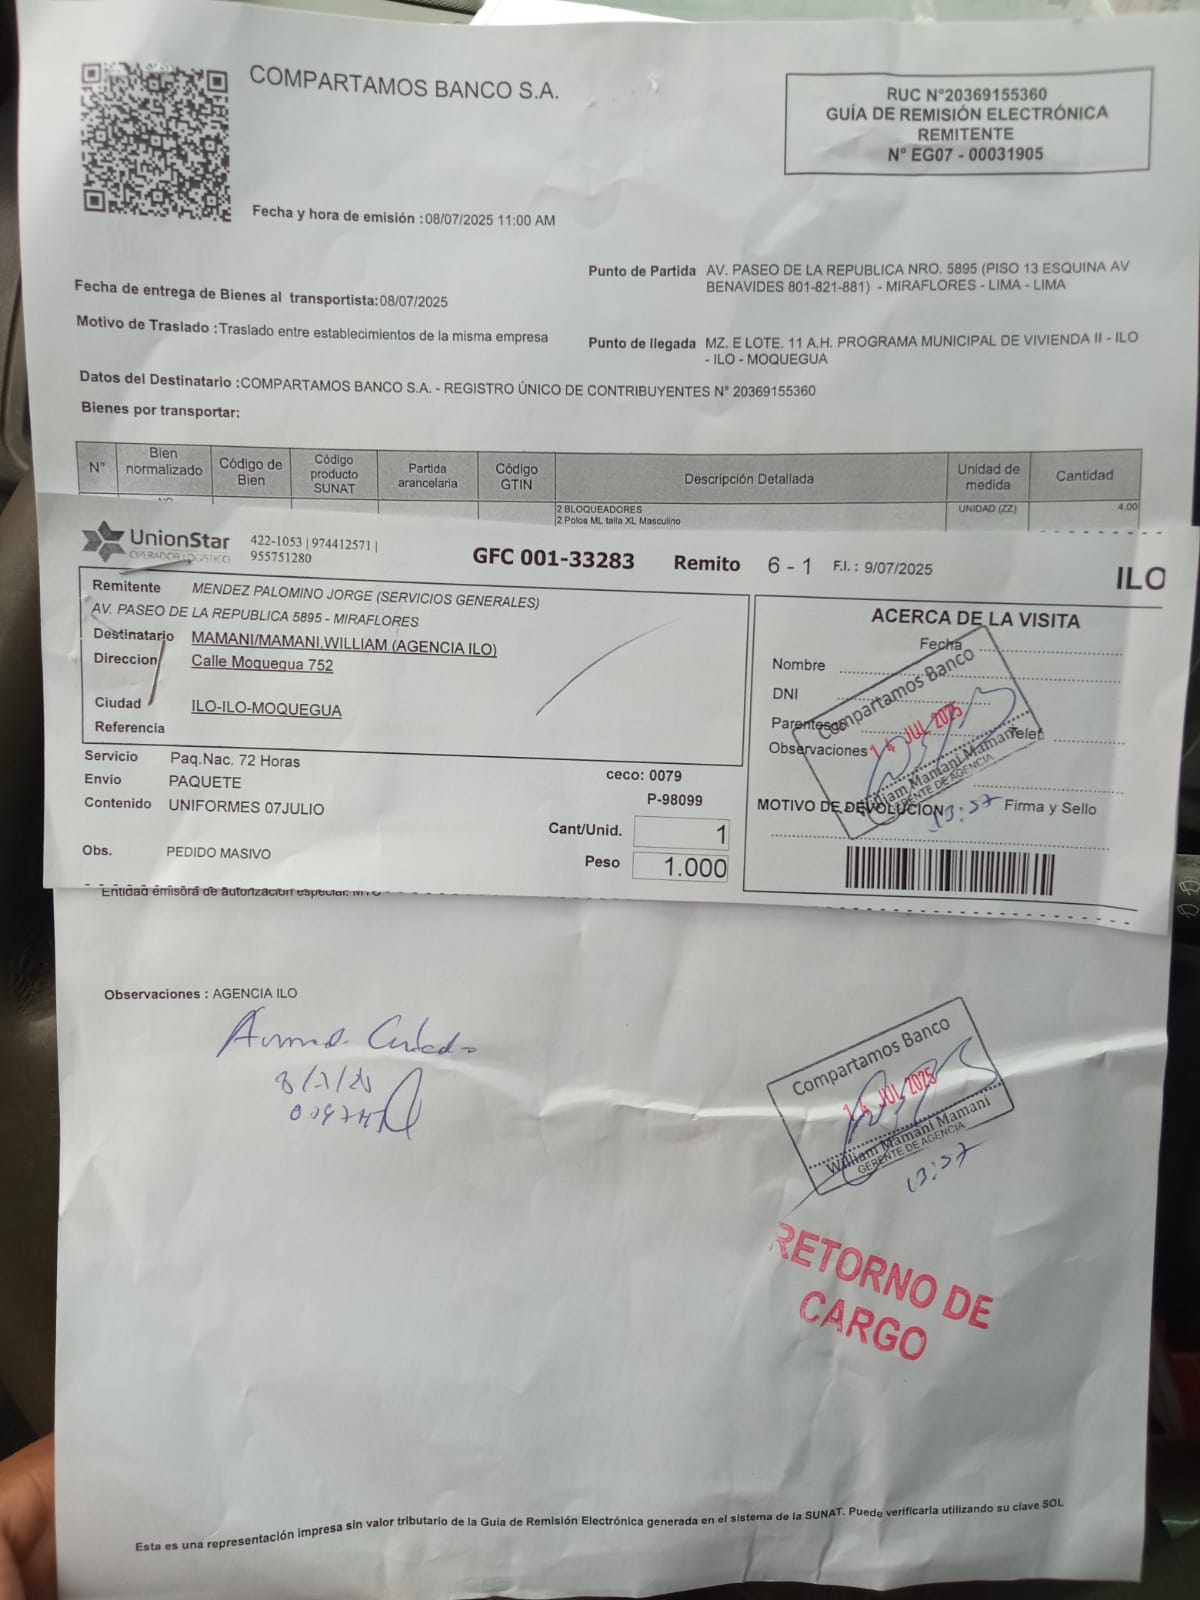 COMPARTAMOS BANCO S.A.
RUC N°20369155360
GUÍA DE REMISIÓN ELECTRÓNICA
REMITENTE
N° EG07 - 00031905
Fecha y hora de emisión : 08/07/2025 11:00 AM
Fecha de entrega de Bienes al transportista: 08/07/2025
Motivo de Traslado : Traslado entre establecimientos de la misma empresa
Punto de Partida AV. PASEO DE LA REPUBLICA NRO. 5895 (PISO 13 ESQUINA AV
BENAVIDES 801-821-881) - MIRAFLORES - LIMA - LIMA
Punto de llegada MZ. E LOTE. 11 A.H. PROGRAMA MUNICIPAL DE VIVIENDA II - ILO
- ILO - MOQUEGUA
Datos del Destinatario : COMPARTAMOS BANCO S.A. - REGISTRO ÚNICO DE CONTRIBUYENTES N° 20369155360
Bienes por transportar:
N° Bien normalizado Código de Bien Código producto SUNAT Partida arancelaria Código GTIN Descripción Detallada Unidad de medida Cantidad
NO 2 BLOQUEADORES UNIDAD (ZZ) 4.00
2 Polos ML talla XL Masculino
UnionStar
OPERADOR LOGÍSTICO
422-1053 | 974412571 |
955751280
GFC 001-33283 Remito 6 - 1 F.I. : 9/07/2025
ILO
Remitente MENDEZ PALOMINO JORGE (SERVICIOS GENERALES)
AV. PASEO DE LA REPUBLICA 5895 - MIRAFLORES
Destinatario MAMANI/MAMANI,WILLIAM (AGENCIA ILO)
Direccion Calle Moquegua 752
Ciudad ILO-ILO-MOQUEGUA
Referencia
Servicio Paq.Nac. 72 Horas
Envío PAQUETE
Contenido UNIFORMES 07JULIO
Obs. PEDIDO MASIVO
ceco: 0079
P-98099
Cant/Unid. 1
Peso 1.000
ACERCA DE LA VISITA
Fecha
Nombre
DNI
Parentesco
Telef
Observaciones
MOTIVO DE DEVOLUCION
Firma y Sello
Compartamos Banco
14 JUL 2025
William Mamani Mamani
GERENTE DE AGENCIA
13:57
Entidad emisora de autorización especial: MTC
Observaciones : AGENCIA ILO
Compartamos Banco
14 JUL 2025
William Mamani Mamani
GERENTE DE AGENCIA
13:57
RETORNO DE
CARGO
Esta es una representación impresa sin valor tributario de la Guia de Remisión Electrónica generada en el sistema de la SUNAT. Puede verificarla utilizando su clave SOL